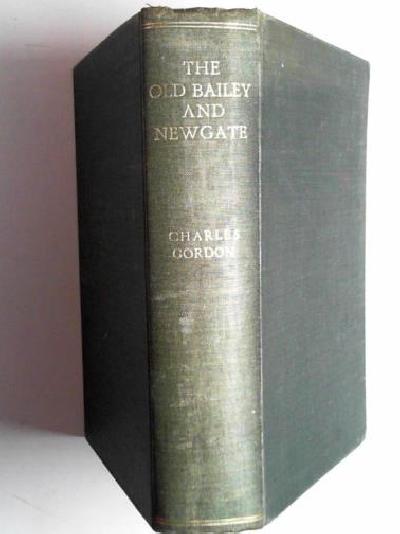 THE
OLD BAILEY
AND
NEWGATE
CHARLES
GORDON